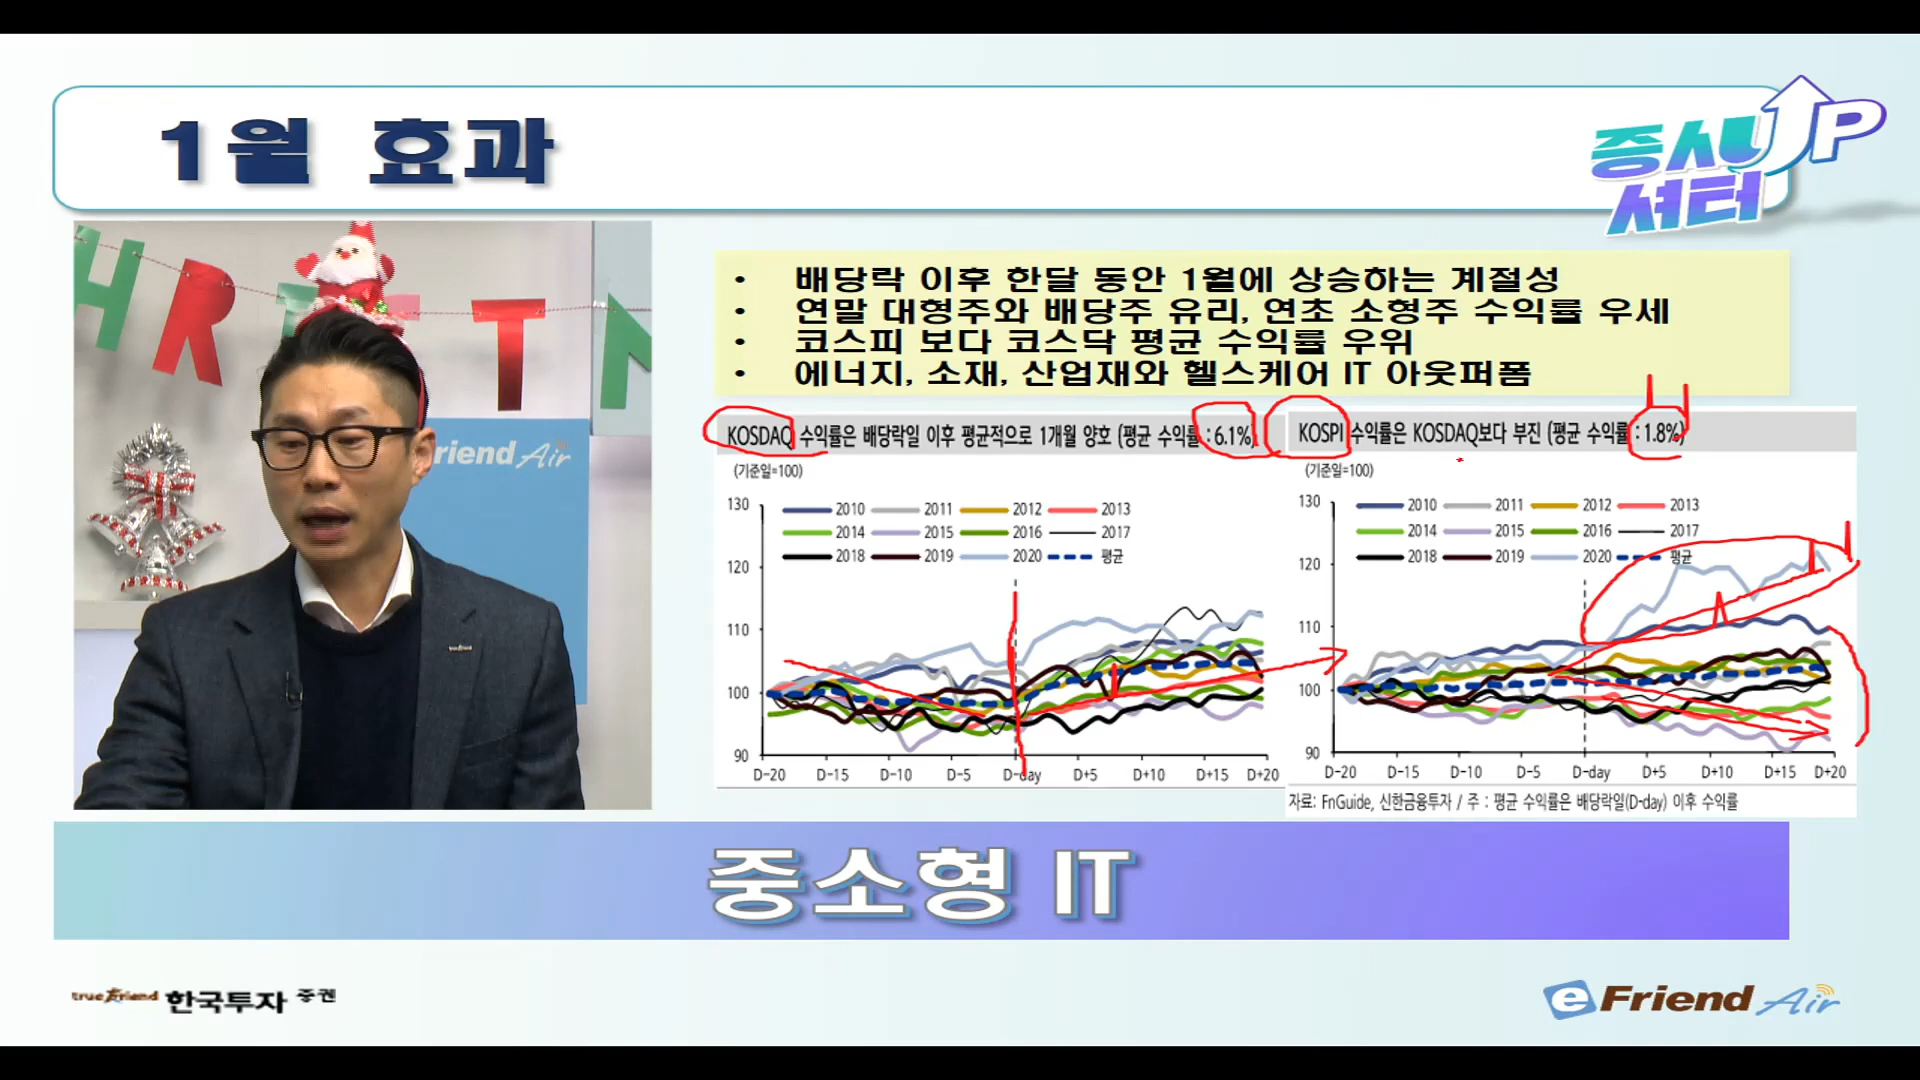 1월 효과
증시 UP
셔터
HRISTN
Friend Air
• 배당락 이후 한달 동안 1월에 상승하는 계절성
• 연말 대형주와 배당주 유리, 연초 소형주 수익률 우세
• 코스피 보다 코스닥 평균 수익률 우위
• 에너지, 소재, 산업재와 헬스케어 IT 아웃퍼폼
KOSDAQ 수익률은 배당락일 이후 평균적으로 1개월 양호 (평균 수익률 : 6.1%)
(기준일=100)
2010 2011 2012 2013
2014 2015 2016 2017
2018 2019 2020 평균
130
120
110
100
90
D-20 D-15 D-10 D-5 D-day D+5 D+10 D+15 D+20
KOSPI 수익률은 KOSDAQ보다 부진 (평균 수익률 : 1.8%)
(기준일=100)
2010 2011 2012 2013
2014 2015 2016 2017
2018 2019 2020 평균
130
120
110
100
90
D-20 D-15 D-10 D-5 D-day D+5 D+10 D+15 D+20
자료: FnGuide, 신한금융투자 / 주 : 평균 수익률은 배당락일(D-day) 이후 수익률
중소형 IT
true Friend 한국투자 증권
eFriend Air